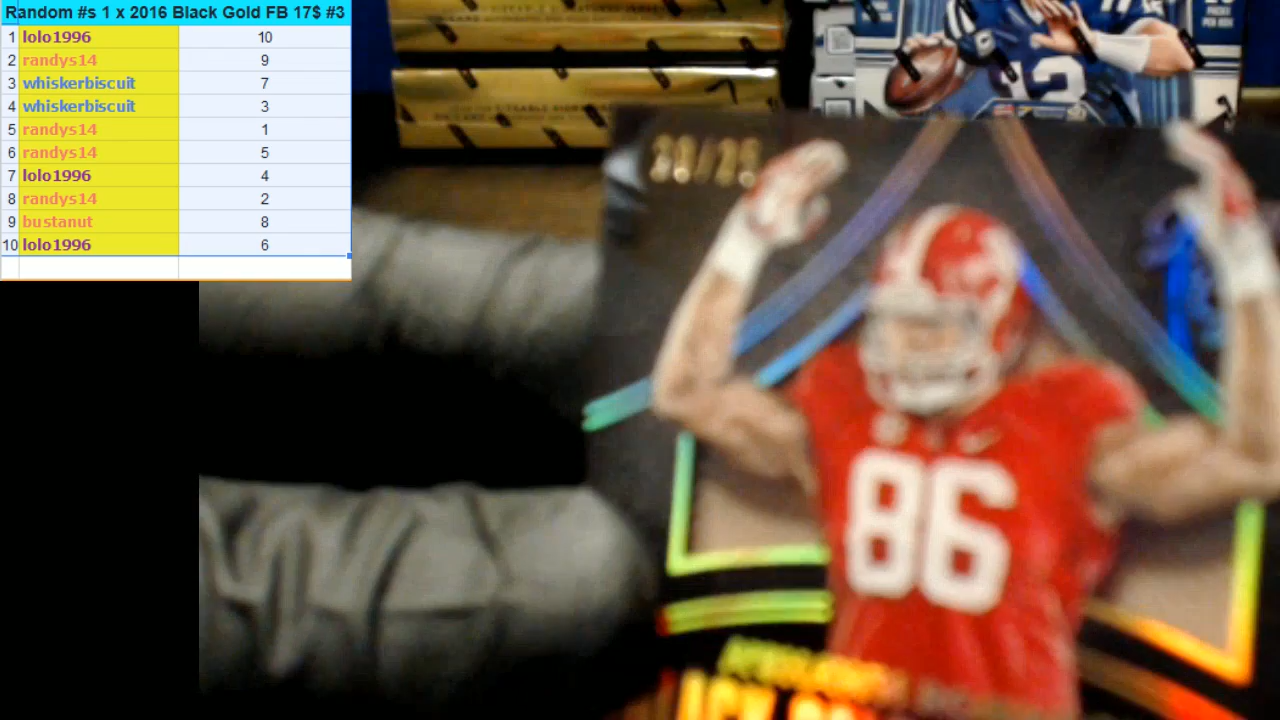 Random #s 1 x 2016 Black Gold FB 17$ #3
1 lolo1996 10
2 randys14 9
3 whiskerbiscuit 7
4 whiskerbiscuit 3
5 randys14 1
6 randys14 5
7 lolo1996 4
8 randys14 2
9 bustanut 8
10 lolo1996 6
12
86